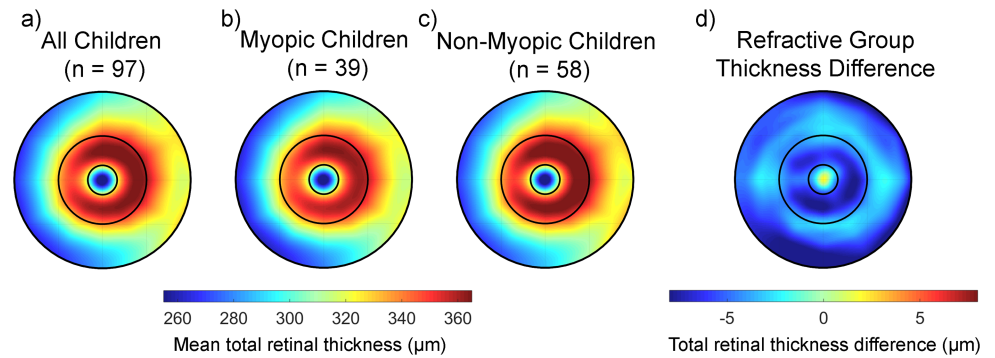 a)
All Children
(n = 97)
b)
Myopic Children
(n = 39)
c)
Non-Myopic Children
(n = 58)
d)
Refractive Group
Thickness Difference
260 280 300 320 340 360
Mean total retinal thickness (μm)
-5 0 5
Total retinal thickness difference (μm)